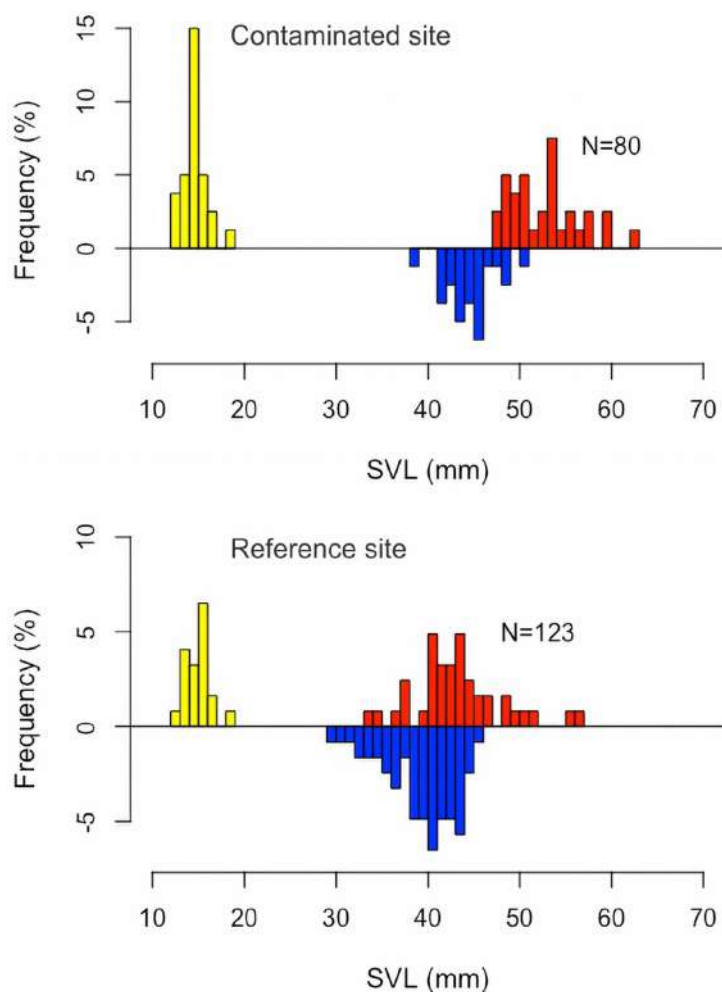 Contaminated site
N=80
Frequency (%)
15
10
5
0
-5
10 20 30 40 50 60 70
SVL (mm)
Reference site
N=123
Frequency (%)
10
5
0
-5
10 20 30 40 50 60 70
SVL (mm)